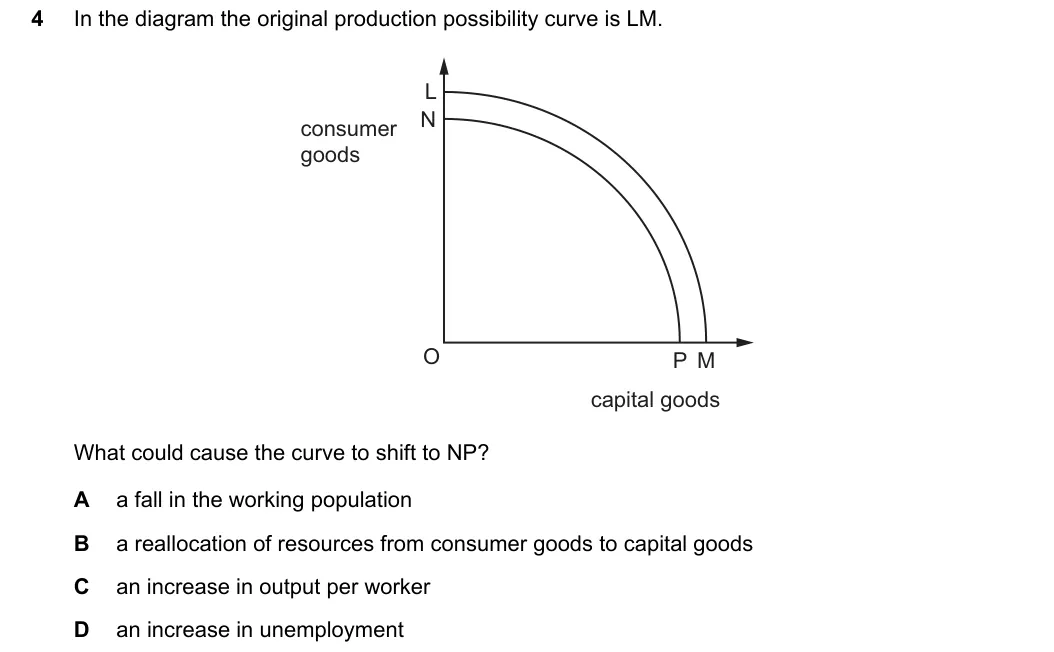 4 In the diagram the original production possibility curve is LM.
L
N
consumer
goods
O
P M
capital goods
What could cause the curve to shift to NP?
A a fall in the working population
B a reallocation of resources from consumer goods to capital goods
C an increase in output per worker
D an increase in unemployment